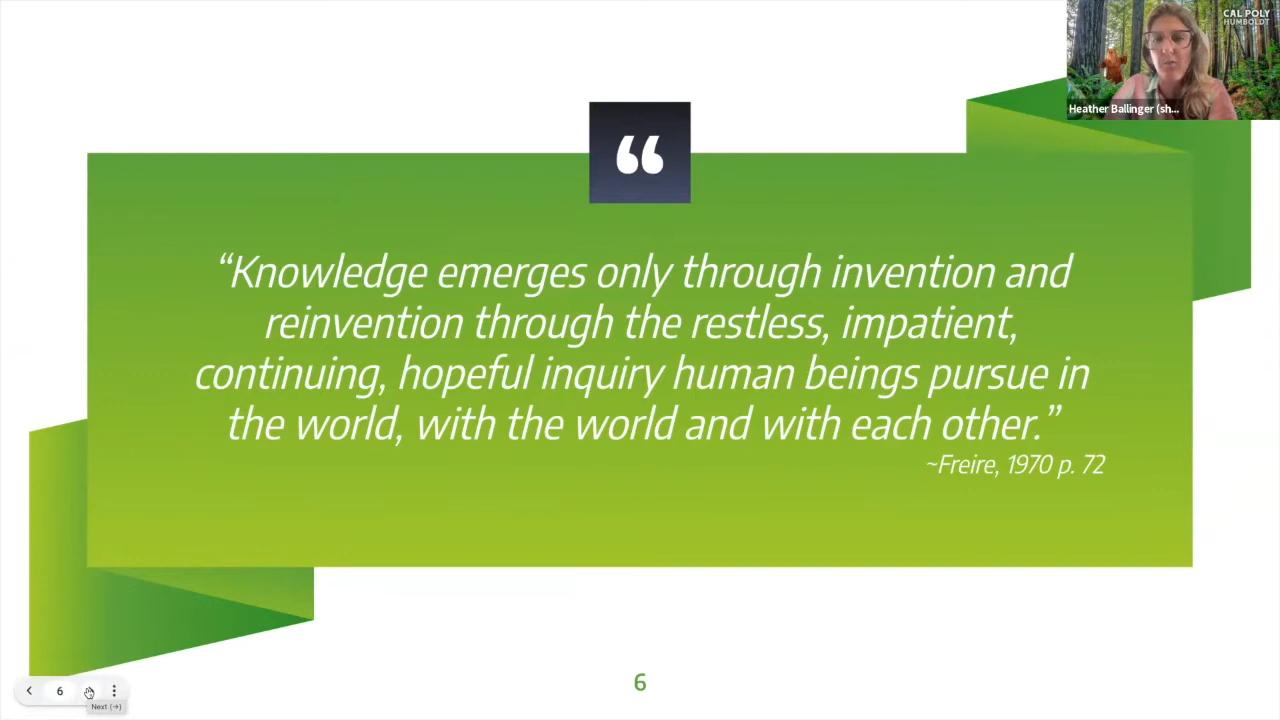 CAL POLY
HUMBOLDT
Heather Ballinger (sh...
“
“Knowledge emerges only through invention and
reinvention through the restless, impatient,
continuing, hopeful inquiry human beings pursue in
the world, with the world and with each other.”
~Freire, 1970 p. 72
6
6
Next (→)